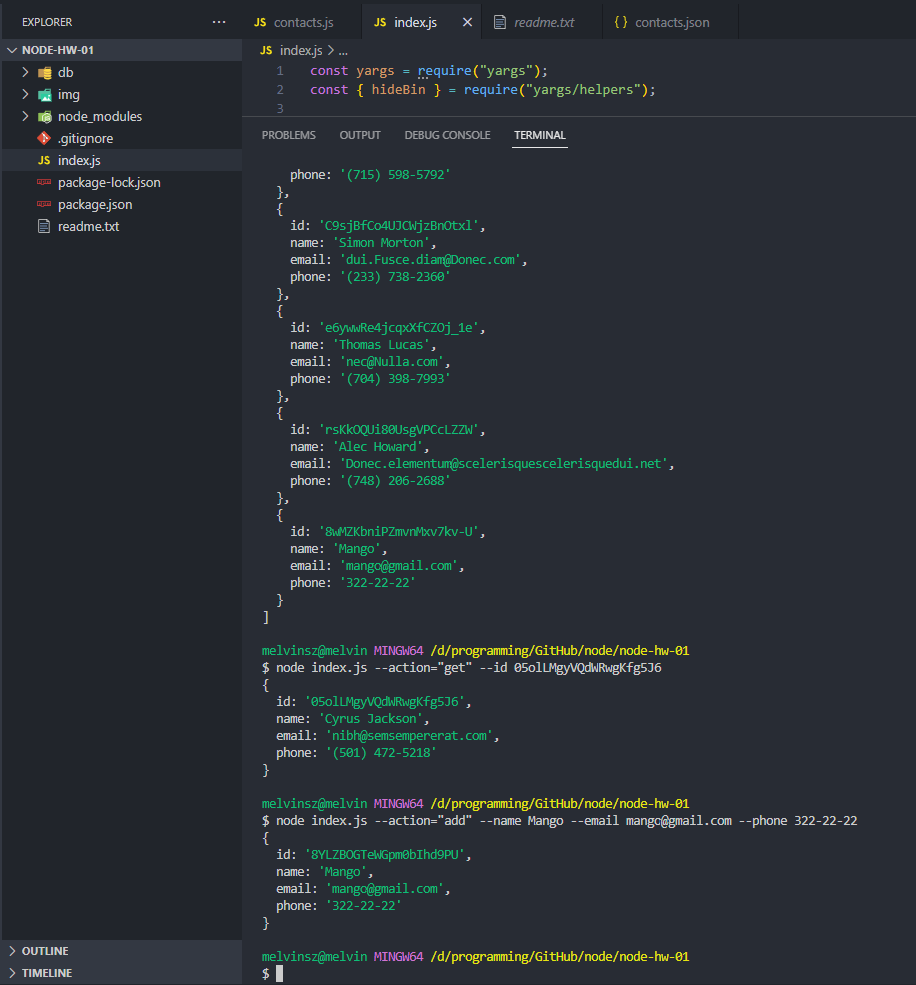 EXPLORER ...
NODE-HW-01
db
img
node_modules
.gitignore
JS index.js
package-lock.json
package.json
readme.txt
OUTLINE
TIMELINE
JS contacts.js JS index.js × readme.txt {} contacts.json
JS index.js > ...
1 const yargs = require("yargs");
2 const { hideBin } = require("yargs/helpers");
3
PROBLEMS OUTPUT DEBUG CONSOLE TERMINAL
phone: '(715) 598-5792'
},
{
id: 'C9sjBfCo4UJCWjzBnOtxl',
name: 'Simon Morton',
email: 'dui.Fusce.diam@Donec.com',
phone: '(233) 738-2360'
},
{
id: 'e6ywwRe4jcqxXfCZOj_1e',
name: 'Thomas Lucas',
email: 'nec@Nulla.com',
phone: '(704) 398-7993'
},
{
id: 'rsKkOQUi80UsgVPCcLZZW',
name: 'Alec Howard',
email: 'Donec.elementum@scelerisquescelerisquedui.net',
phone: '(748) 206-2688'
},
{
id: '8wMZKbniPZmvnMxv7kv-U',
name: 'Mango',
email: 'mango@gmail.com',
phone: '322-22-22'
}
]
melvinsz@melvin MINGW64 /d/programming/GitHub/node/node-hw-01
$ node index.js --action="get" --id 05olLMgyVQdWRwgKfg5J6
{
id: '05olLMgyVQdWRwgKfg5J6',
name: 'Cyrus Jackson',
email: 'nibh@semsempererat.com',
phone: '(501) 472-5218'
}
melvinsz@melvin MINGW64 /d/programming/GitHub/node/node-hw-01
$ node index.js --action="add" --name Mango --email mango@gmail.com --phone 322-22-22
{
id: '8YLZBOGTeWGpm0bIhd9PU',
name: 'Mango',
email: 'mango@gmail.com',
phone: '322-22-22'
}
melvinsz@melvin MINGW64 /d/programming/GitHub/node/node-hw-01
$